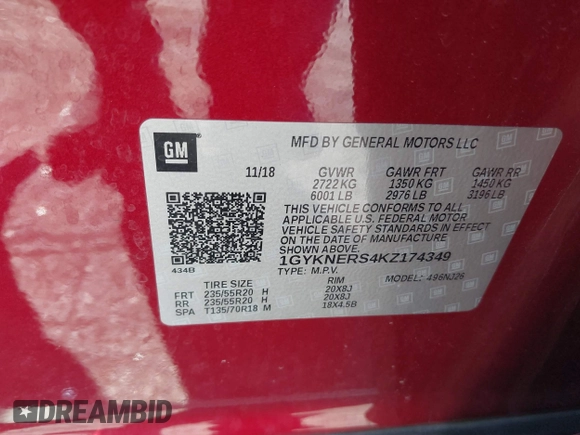 GM
MFD BY GENERAL MOTORS LLC
11/18 GVWR GAWR FRT GAWR RR
2722 KG 1350 KG 1450 KG
6001 LB 2976 LB 3196 LB
THIS VEHICLE CONFORMS TO ALL
APPLICABLE U.S. FEDERAL MOTOR
VEHICLE SAFETY STANDARDS IN EFFECT
ON THE DATE OF MANUFACTURE
SHOWN ABOVE.
1GYKNERS4KZ174349
434B
TYPE: M.P.V. MODEL: 496NJ26
TIRE SIZE RIM
FRT 235/55R20 H 20X8J
RR 235/55R20 H 20X8J
SPA T135/70R18 M 18X4.5B
DREAMBID